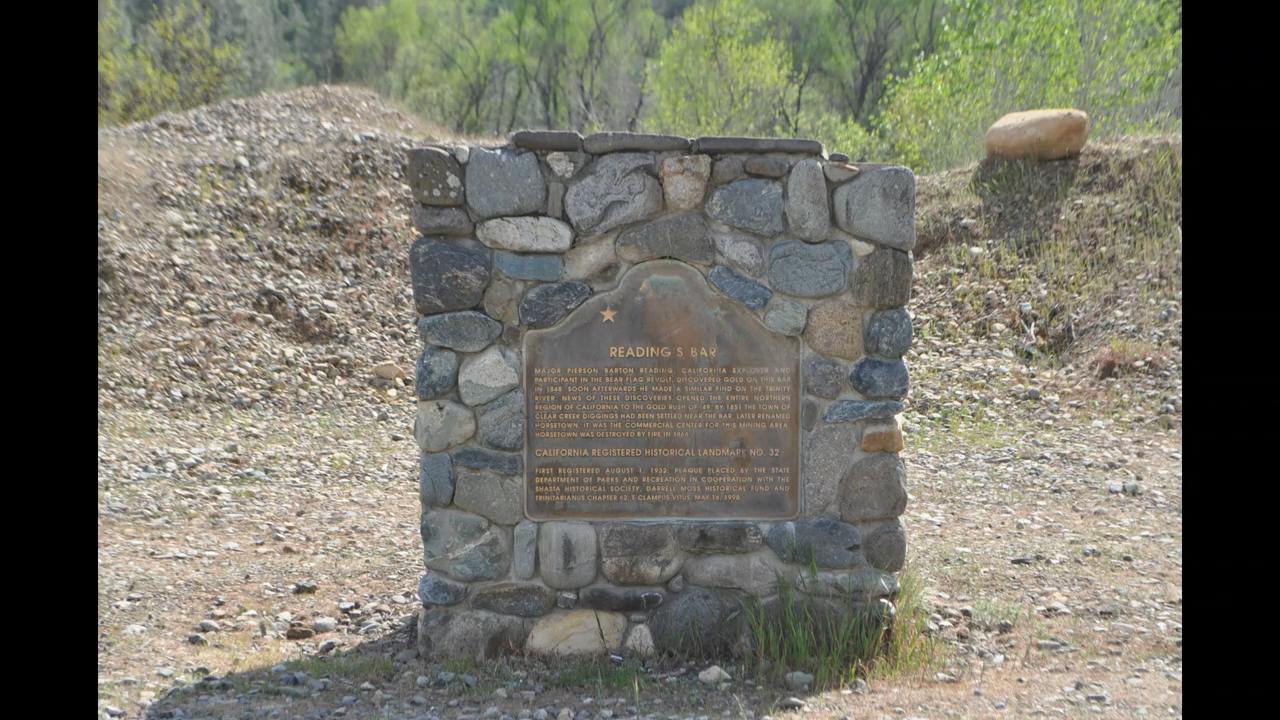 READING'S BAR
MAJOR PIERSON BARTON READING, CALIFORNIA EXPLORER AND
PARTICIPANT IN THE BEAR FLAG REVOLT, DISCOVERED GOLD ON THIS BAR
IN 1848. SOON AFTERWARDS HE MADE A SIMILAR FIND ON THE TRINITY
RIVER. NEWS OF THESE DISCOVERIES OPENED THE ENTIRE NORTHERN
REGION OF CALIFORNIA TO THE GOLD RUSH OF '49. BY 1851 THE TOWN OF
CLEAR CREEK DIGGINGS HAD BEEN SETTLED NEAR THE BAR. LATER RENAMED
HORSETOWN, IT WAS THE COMMERCIAL CENTER FOR THIS MINING AREA
HORSETOWN WAS DESTROYED BY FIRE IN 1868.
CALIFORNIA REGISTERED HISTORICAL LANDMARK NO. 32
FIRST REGISTERED AUGUST 1, 1932. PLAQUE PLACED BY THE STATE
DEPARTMENT OF PARKS AND RECREATION IN COOPERATION WITH THE
SHASTA HISTORICAL SOCIETY, DARRELL MOSS HISTORICAL FUND AND
TRINITARIANUS CHAPTER 62, E CLAMPUS VITUS, MAY 16, 1998.